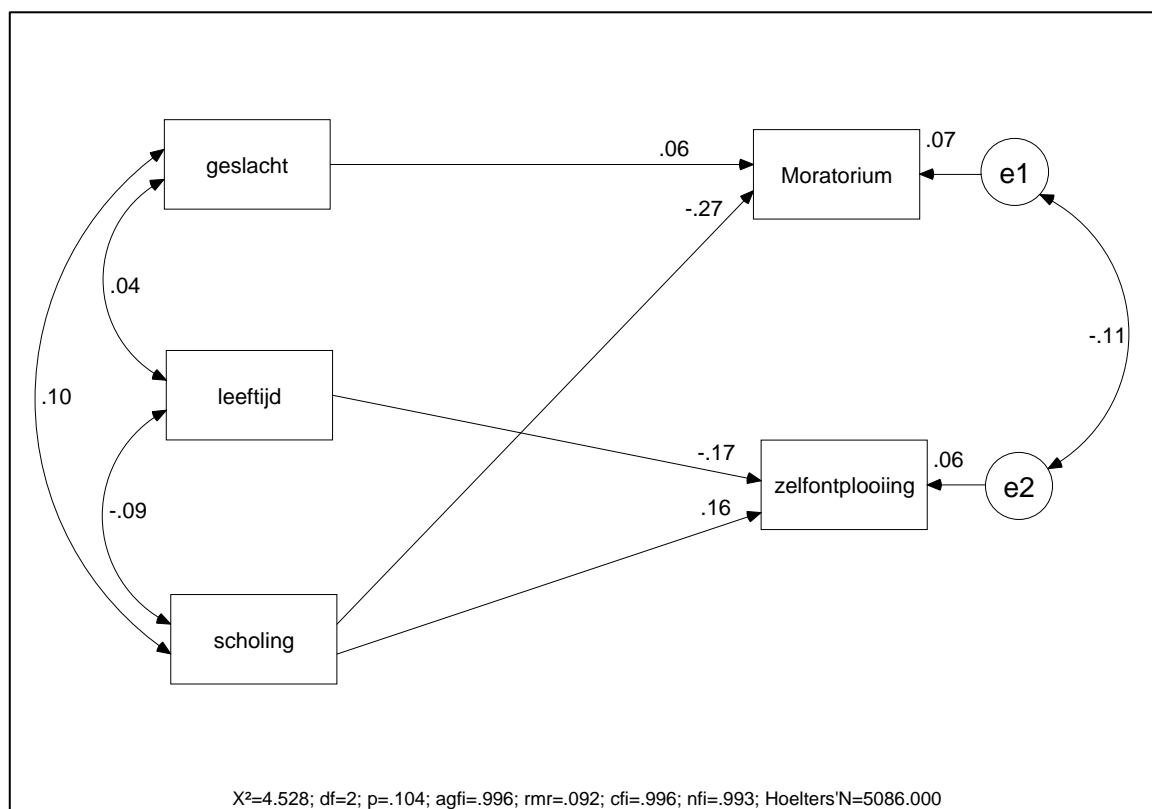 geslacht
.06
Moratorium
.07
e1
-.27
.04
-.11
.10
leeftijd
-.17
zelfontplooiing
.06
e2
-.09
.16
scholing
X²=4.528; df=2; p=.104; agfi=.996; rmr=.092; cfi=.996; nfi=.993; Hoelters'N=5086.000